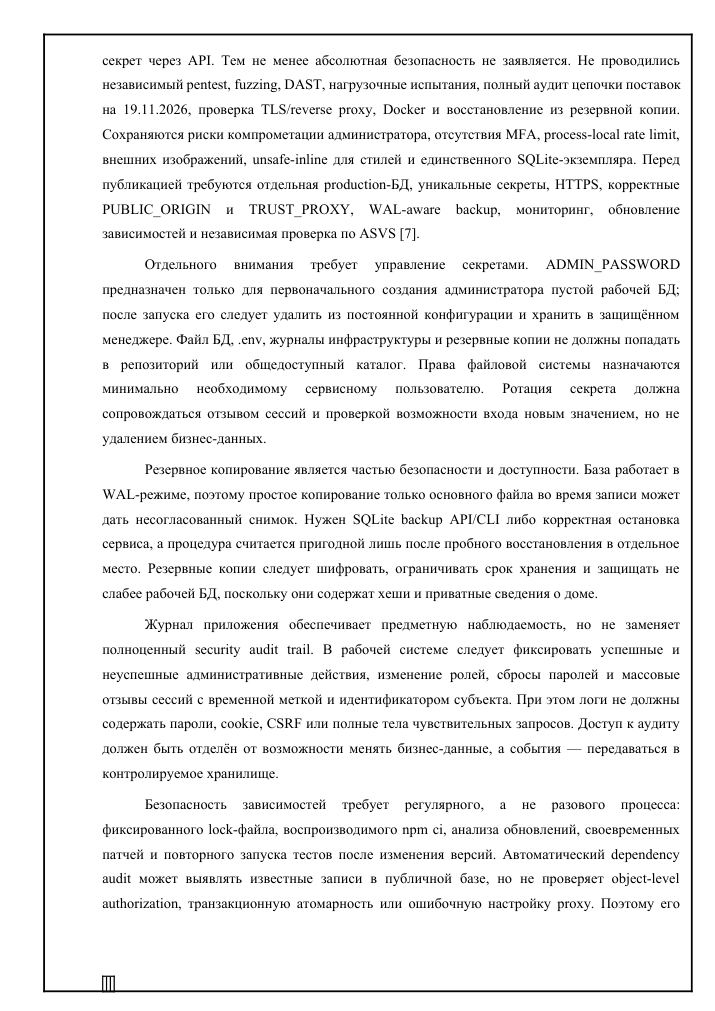 секрет через API. Тем не менее абсолютная безопасность не заявляется. Не проводились
независимый pentest, fuzzing, DAST, нагрузочные испытания, полный аудит цепочки поставок
на 19.11.2026, проверка TLS/reverse proxy, Docker и восстановление из резервной копии.
Сохраняются риски компрометации администратора, отсутствия MFA, process-local rate limit,
внешних изображений, unsafe-inline для стилей и единственного SQLite-экземпляра. Перед
публикацией требуются отдельная production-БД, уникальные секреты, HTTPS, корректные
PUBLIC_ORIGIN и TRUST_PROXY, WAL-aware backup, мониторинг, обновление
зависимостей и независимая проверка по ASVS [7].
Отдельного внимания требует управление секретами. ADMIN_PASSWORD
предназначен только для первоначального создания администратора пустой рабочей БД;
после запуска его следует удалить из постоянной конфигурации и хранить в защищённом
менеджере. Файл БД, .env, журналы инфраструктуры и резервные копии не должны попадать
в репозиторий или общедоступный каталог. Права файловой системы назначаются
минимально необходимому сервисному пользователю. Ротация секрета должна
сопровождаться отзывом сессий и проверкой возможности входа новым значением, но не
удалением бизнес-данных.
Резервное копирование является частью безопасности и доступности. База работает в
WAL-режиме, поэтому простое копирование только основного файла во время записи может
дать несогласованный снимок. Нужен SQLite backup API/CLI либо корректная остановка
сервиса, а процедура считается пригодной лишь после пробного восстановления в отдельное
место. Резервные копии следует шифровать, ограничивать срок хранения и защищать не
слабее рабочей БД, поскольку они содержат хеши и приватные сведения о доме.
Журнал приложения обеспечивает предметную наблюдаемость, но не заменяет
полноценный security audit trail. В рабочей системе следует фиксировать успешные и
неуспешные административные действия, изменение ролей, сбросы паролей и массовые
отзывы сессий с временной меткой и идентификатором субъекта. При этом логи не должны
содержать пароли, cookie, CSRF или полные тела чувствительных запросов. Доступ к аудиту
должен быть отделён от возможности менять бизнес-данные, а события — передаваться в
контролируемое хранилище.
Безопасность зависимостей требует регулярного, а не разового процесса:
фиксированного lock-файла, воспроизводимого npm ci, анализа обновлений, своевременных
патчей и повторного запуска тестов после изменения версий. Автоматический dependency
audit может выявлять известные записи в публичной базе, но не проверяет object-level
authorization, транзакционную атомарность или ошибочную настройку proxy. Поэтому его